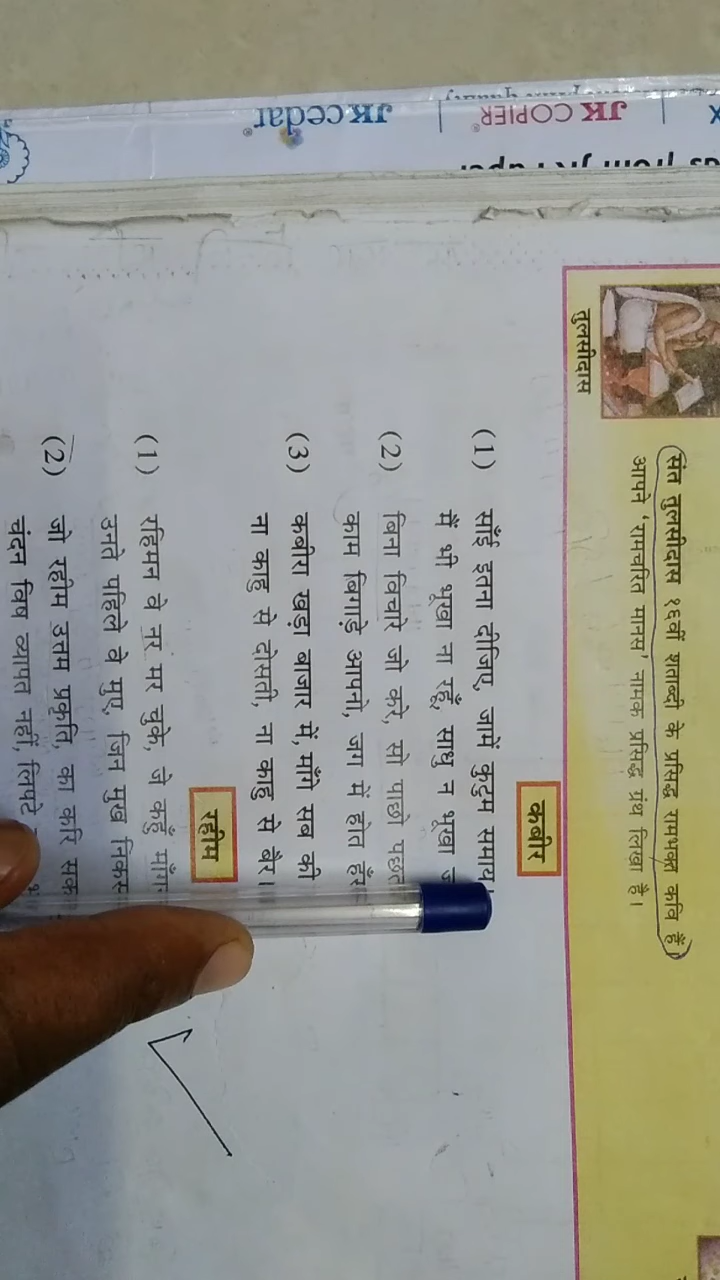 JK COPIER®
JK cedar®
तुलसीदास
संत तुलसीदास १६वीं शताब्दी के प्रसिद्ध रामभक्त कवि हैं।
आपने 'रामचरित मानस' नामक प्रसिद्ध ग्रंथ लिखा है।
कबीर
(1) साँई इतना दीजिए, जामें कुटुम समाय।
मैं भी भूखा ना रहूँ, साधु न भूखा
(2) बिना विचारे जो करे, सो पाछो
काम बिगाड़े आपनो, जग में होत
(3) कबीरा खड़ा बाजार में, माँगे सब की
ना काहु से दोसती, ना काहु से बैर।
रहीम
(1) रहिमन वे नर मर चुके, जे कहुँ
उनते पहिले वे मुए, जिन मुख
(2) जो रहीम उत्तम प्रकृति, का करि सक
चंदन विष व्यापत नहीं, लिपटे